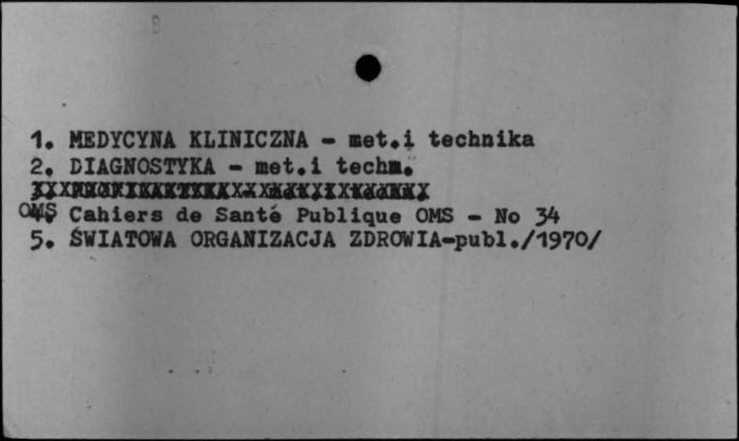 1. MEDYCYNA KLINICZNA - met.i technika
2. DIAGNOSTYKA - met.i techn.
OMS Cahiers de Santé Publique OMS - No 34
5. ŚWIATOWA ORGANIZACJA ZDROWIA-publ./1970/